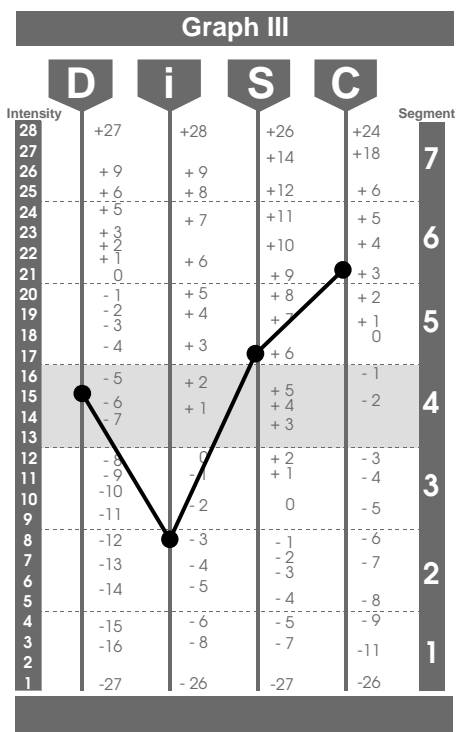 Graph III
D i S C
Intensity Segment
28 +27 +28 +26 +24
27 +14 +18 7
26 + 9 + 9
25 + 6 + 8 +12 + 6
24 + 5 + 7 +11 + 5
23 + 3 6
+ 2 +10 + 4
22 + 1 + 6
21 0 + 9 + 3
20 - 1 + 5 + 8 + 2
19 - 2 + 4 + 7 + 1 5
- 3
18 0
17 - 4 + 3 + 6
16 - 5 + 2 - 1
15 - 6 + 5 - 2 4
14 - 7 + 1 + 4
+ 3
13
12 - 8 0 + 2 - 3
11 - 9 - 1 + 1 - 4
10 -10 - 2 0 - 5 3
9 -11
8 -12 - 3 - 1 - 6
7 -13 - 4 - 2 - 7
- 3 2
6 -14 - 5
5 - 4 - 8
4 -15 - 6 - 5 - 9
3 -16 - 8 - 7 -11 1
2
1 -27 - 26 -27 -26